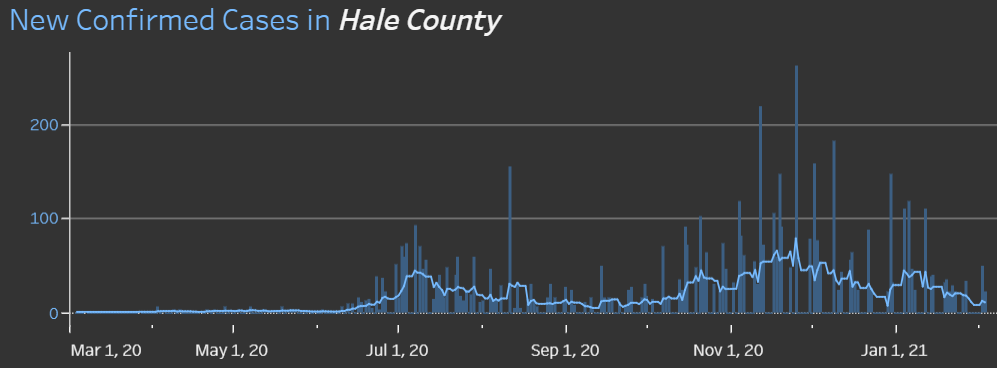 New Confirmed Cases in Hale County
200
100
0
Mar 1, 20 May 1, 20 Jul 1, 20 Sep 1, 20 Nov 1, 20 Jan 1, 21